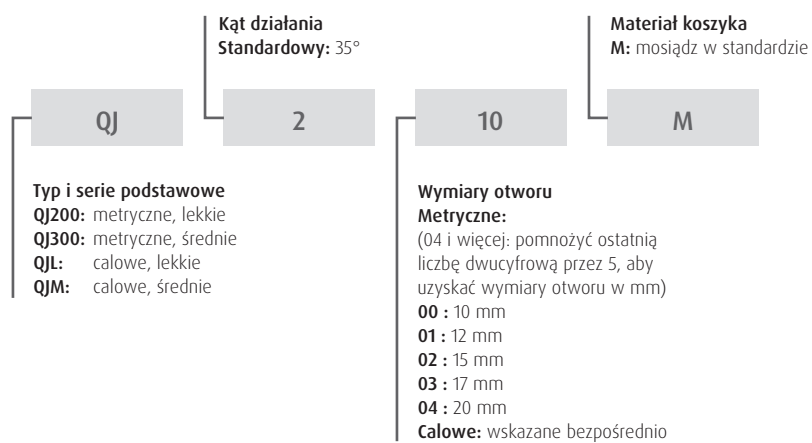 Kąt działania
Standardowy: 35°
Materiał koszyka
M: mosiądz w standardzie
QJ
2
10
M
Typ i serie podstawowe
QJ200: metryczne, lekkie
QJ300: metryczne, średnie
QJL: calowe, lekkie
QJM: calowe, średnie
Wymiary otworu
Metryczne:
(04 i więcej: pomnożyć ostatnią
liczbę dwucyfrową przez 5, aby
uzyskać wymiary otworu w mm)
00 : 10 mm
01 : 12 mm
02 : 15 mm
03 : 17 mm
04 : 20 mm
Calowe: wskazane bezpośrednio